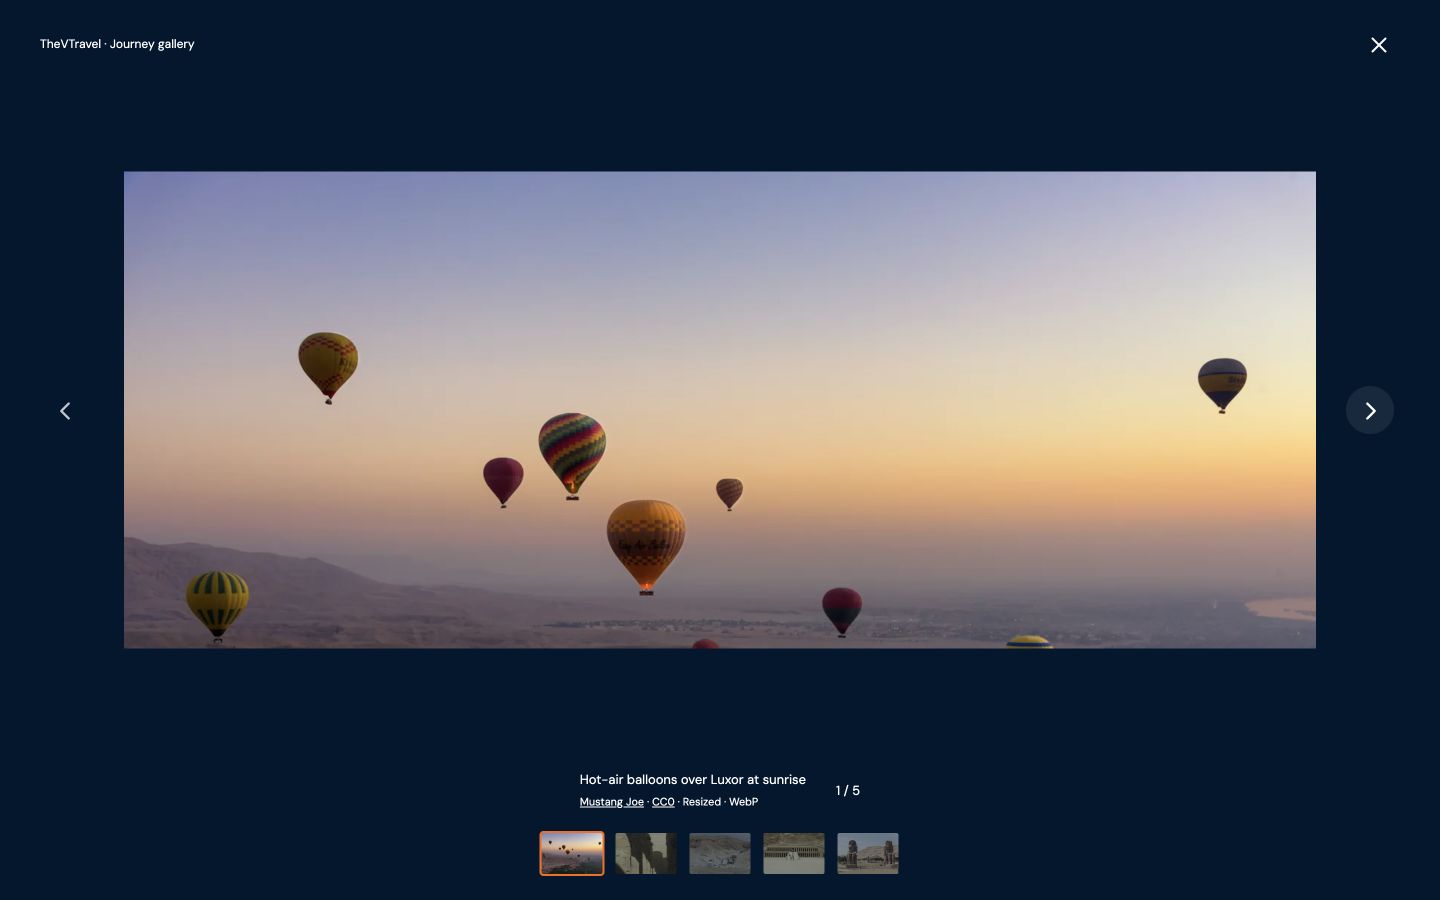 TheVTravel · Journey gallery
Hot-air balloons over Luxor at sunrise
Mustang Joe · CC0 · Resized · WebP
1 / 5